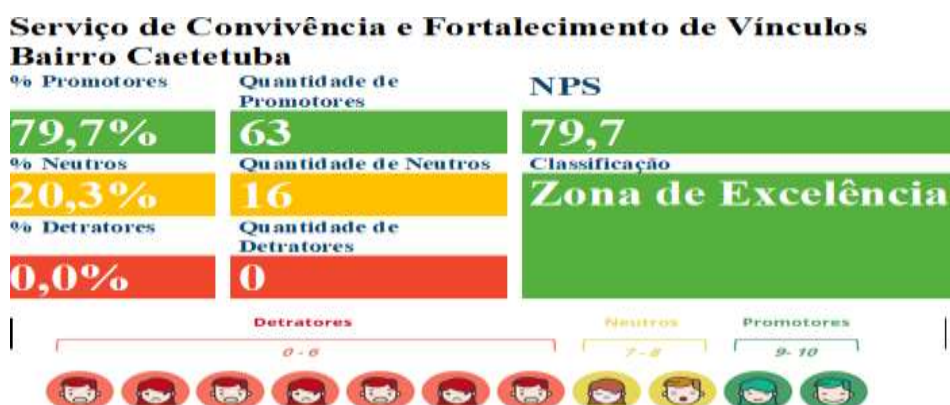 Serviço de Convivência e Fortalecimento de Vínculos
Bairro Caetetuba
% Promotores
Quantidade de
Promotores
NPS
79,7%
63
79,7
% Neutros
Quantidade de Neutros
Classificação
20,3%
16
Zona de Excelência
% Detratores
Quantidade de
Detratores
0,0%
0
Detratores
Neutros
Promotores
0 - 6
7 - 8
9- 10